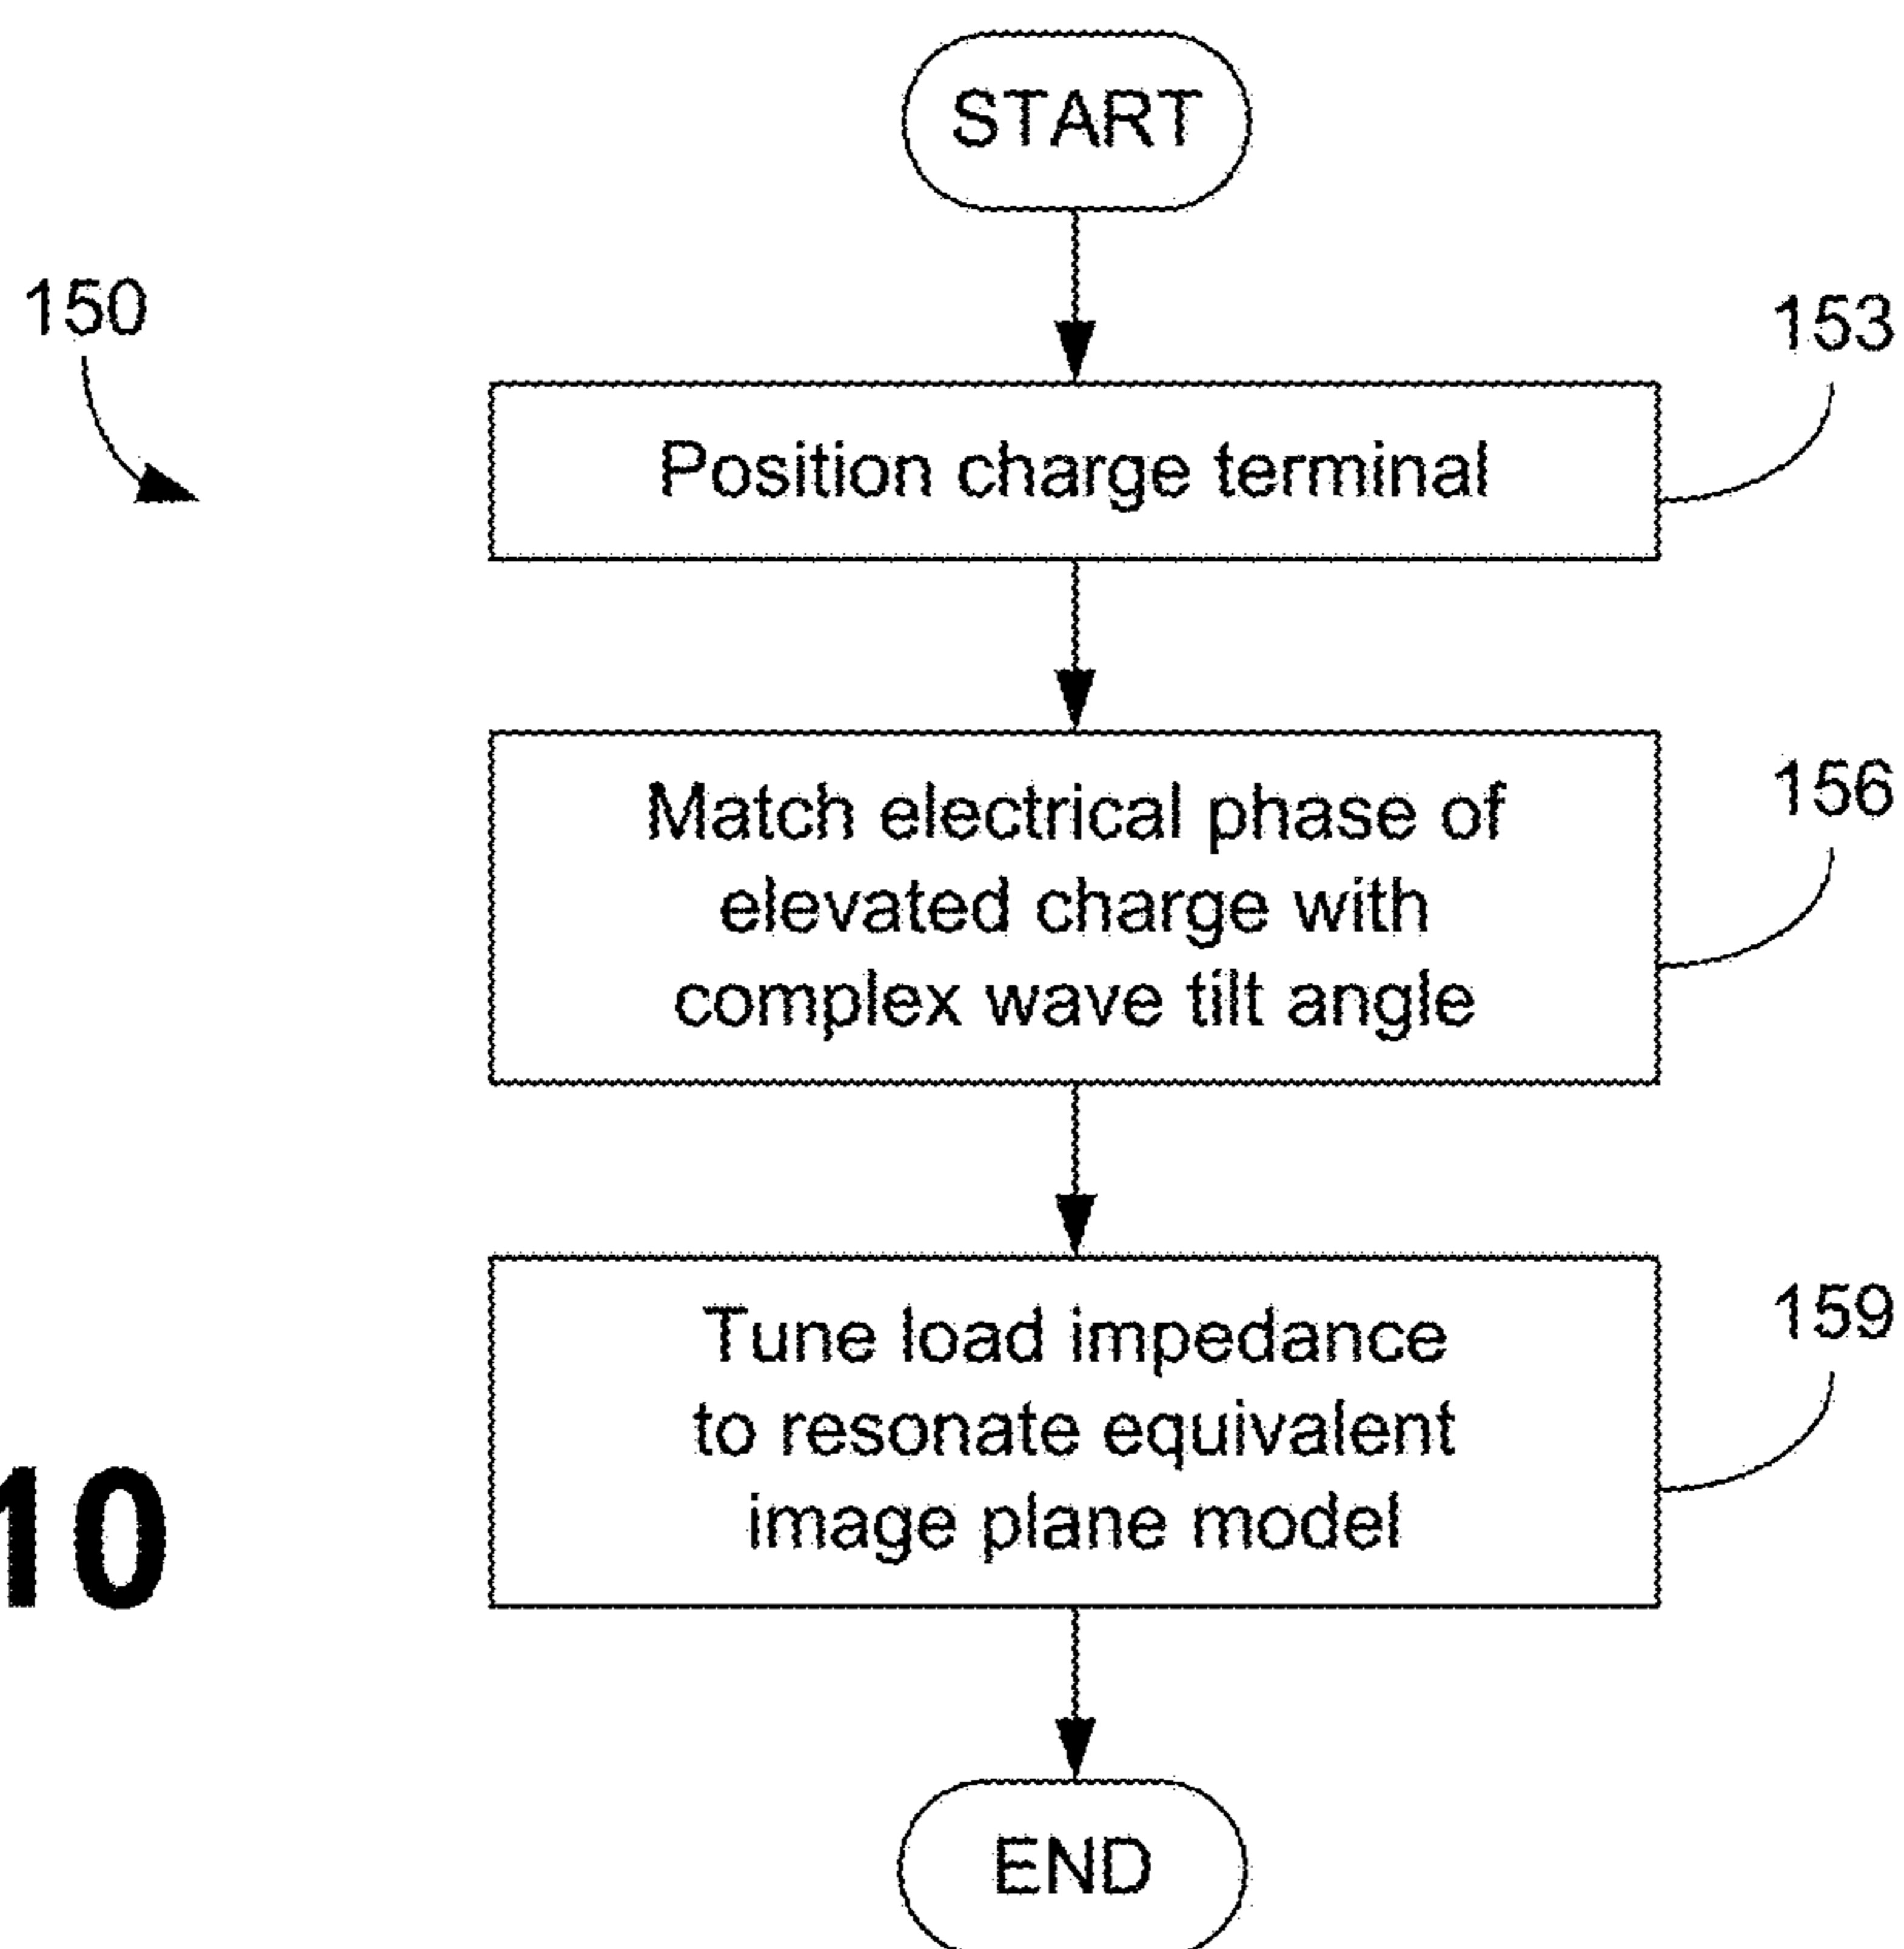 START
150
153
Position charge terminal
156
Match electrical phase of
elevated charge with
complex wave tilt angle
159
Tune load impedance
to resonate equivalent
image plane model
10
END